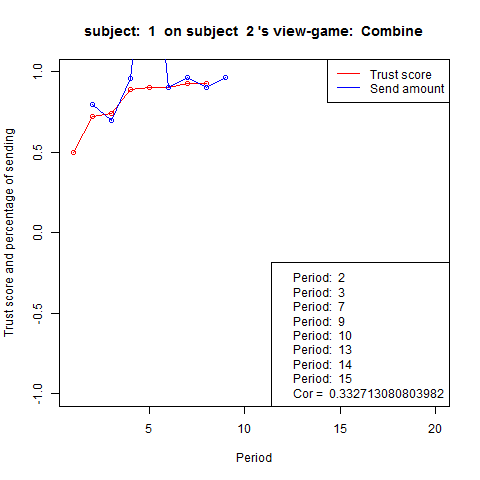 subject:  1  on subject  2 's view-game:  Combine
Trust score
Send amount
Trust score and percentage of sending
1.0
0.5
0.0
-0.5
-1.0
Period:  2
Period:  3
Period:  7
Period:  9
Period:  10
Period:  13
Period:  14
Period:  15
Cor =  0.332713080803982
5
10
15
20
Period